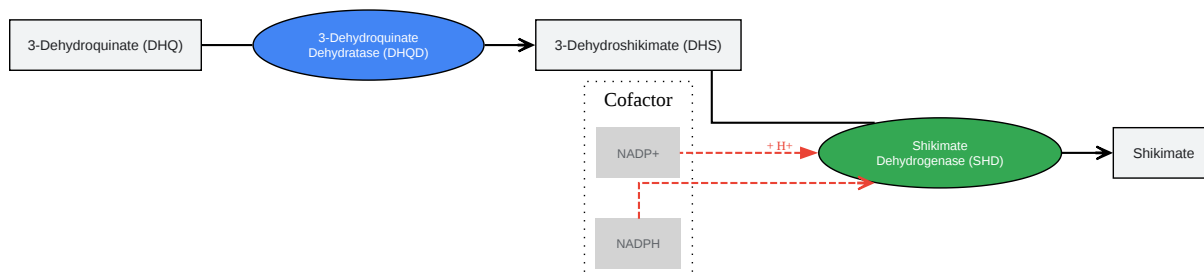 3-Dehydroquinate (DHQ)
3-Dehydroquinate
Dehydratase (DHQD)
3-Dehydroshikimate (DHS)
Cofactor
NADP+
+ H+
Shikimate
Dehydrogenase (SHD)
Shikimate
NADPH